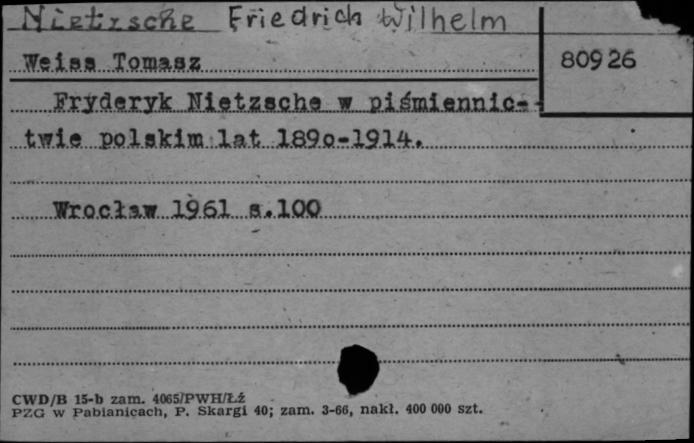 Nietzsche Friedrich Wilhelm
Weiss Tomasz
80926
Fryderyk Nietzsche w piśmiennic-
twie polskim lat 1890-1914.
Wrocław 1961 s.100
CWD/B 15-b zam. 4065/PWH/Łź
PZG w Pabianicach, P. Skargi 40; zam. 3-66, nakł. 400 000 szt.